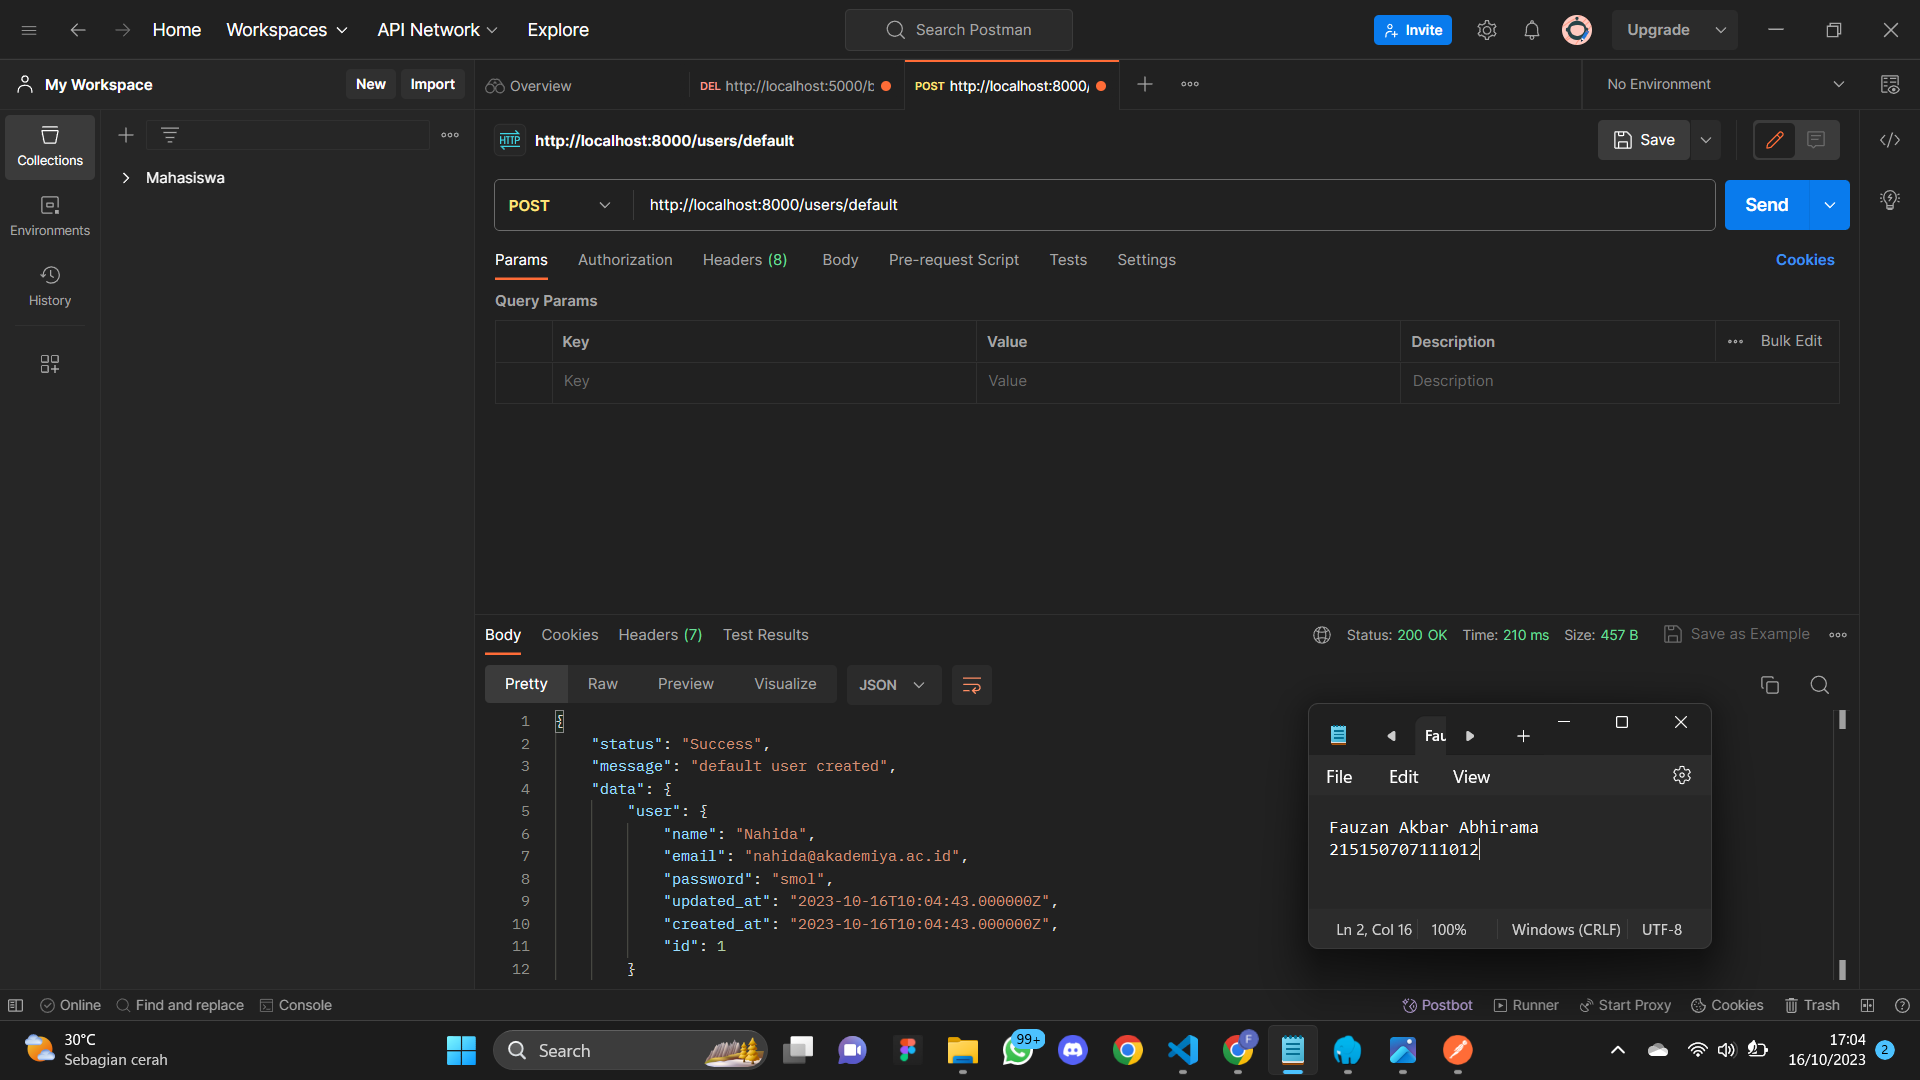 Home
Workspaces
API Network
Explore
Search Postman
Invite
Upgrade
My Workspace
New
Import
Overview
DEL http://localhost:5000/b
POST http://localhost:8000/
No Environment
Collections
Environments
History
Mahasiswa
HTTP
http://localhost:8000/users/default
Save
POST
http://localhost:8000/users/default
Send
Params
Authorization
Headers (8)
Body
Pre-request Script
Tests
Settings
Cookies
Query Params
Key
Value
Description
Bulk Edit
Key
Value
Description
Body
Cookies
Headers (7)
Test Results
Status: 200 OK
Time: 210 ms
Size: 457 B
Save as Example
Pretty
Raw
Preview
Visualize
JSON
1 {
2 "status": "Success",
3 "message": "default user created",
4 "data": {
5 "user": {
6 "name": "Nahida",
7 "email": "nahida@akademiya.ac.id",
8 "password": "smol",
9 "updated_at": "2023-10-16T10:04:43.000000Z",
10 "created_at": "2023-10-16T10:04:43.000000Z",
11 "id": 1
12 }
Fau
File
Edit
View
Fauzan Akbar Abhirama
215150707111012
Ln 2, Col 16
100%
Windows (CRLF)
UTF-8
Online
Find and replace
Console
Postbot
Runner
Start Proxy
Cookies
Trash
30°C
Sebagian cerah
Search
99+
F
17:04
16/10/2023
2